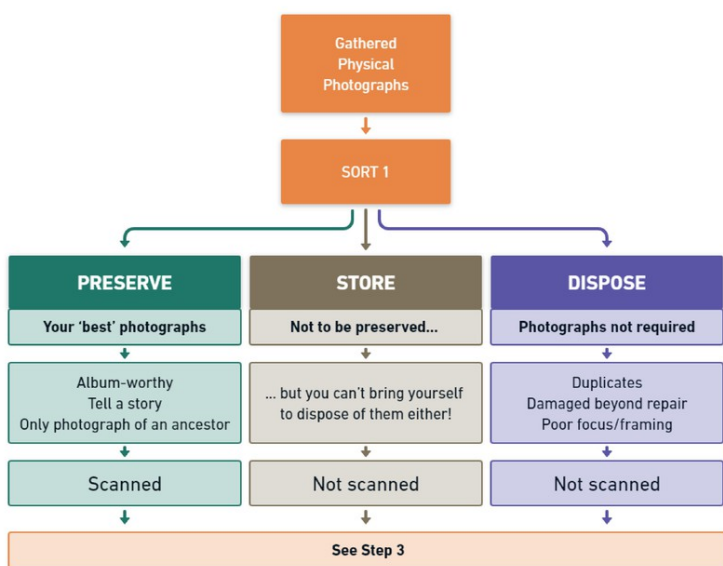 Gathered
Physical
Photographs
SORT 1
PRESERVE
Your ‘best’ photographs
Album-worthy
Tell a story
Only photograph of an ancestor
Scanned
STORE
Not to be preserved...
... but you can't bring yourself
to dispose of them either!
Not scanned
DISPOSE
Photographs not required
Duplicates
Damaged beyond repair
Poor focus/framing
Not scanned
See Step 3